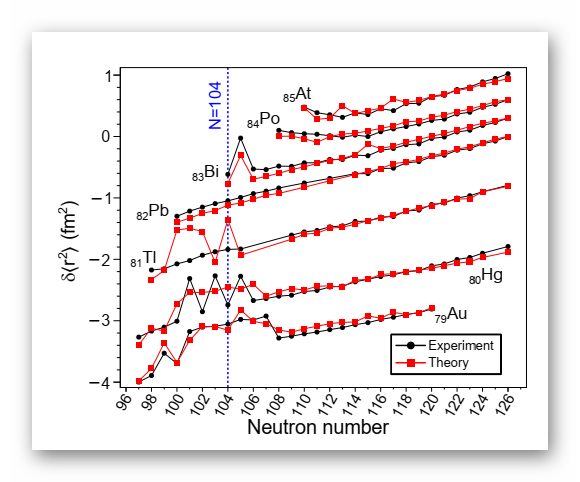 1
0
−1
−2
−3
−4
δ⟨r²⟩ (fm²)
N=104
₈₅At
₈₄Po
₈₃Bi
₈₂Pb
₈₁Tl
₈₀Hg
₇₉Au
Experiment
Theory
96 98 100 102 104 106 108 110 112 114 116 118 120 122 124 126
Neutron number